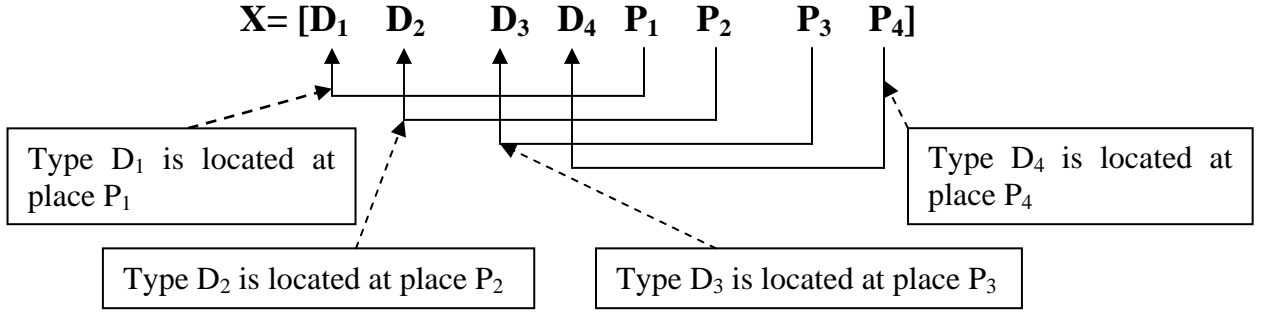 X= [D₁ D₂ D₃ D₄ P₁ P₂ P₃ P₄]
Type D₁ is located at
place P₁
Type D₄ is located at
place P₄
Type D₂ is located at place P₂
Type D₃ is located at place P₃